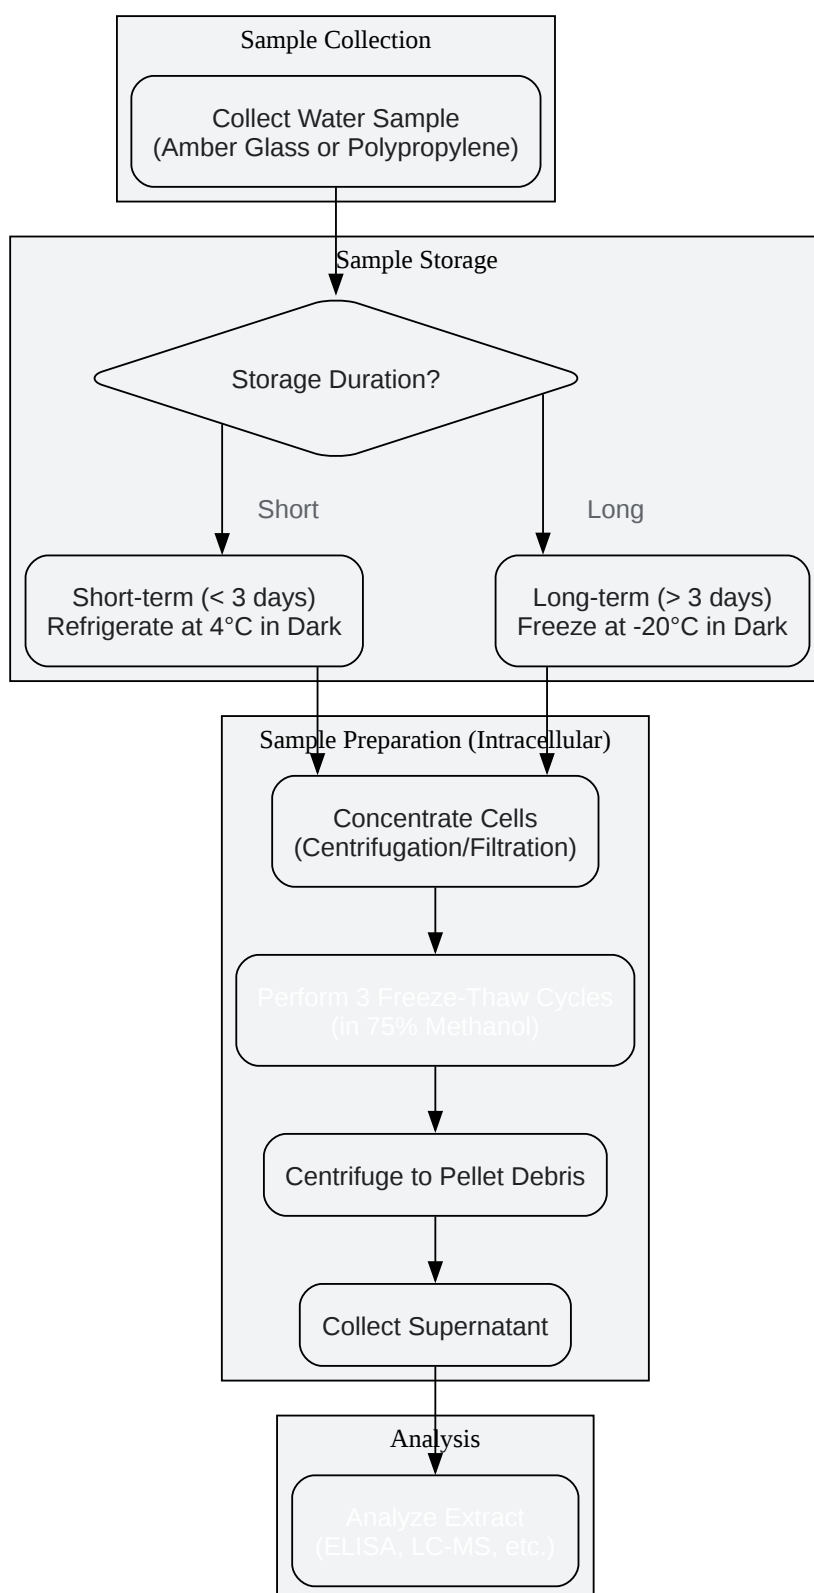 Sample Collection
Collect Water Sample
(Amber Glass or Polypropylene)
Sample Storage
Storage Duration?
Short
Long
Short-term (< 3 days)
Refrigerate at 4°C in Dark
Long-term (> 3 days)
Freeze at -20°C in Dark
Sample Preparation (Intracellular)
Concentrate Cells
(Centrifugation/Filtration)
Perform 3 Freeze-Thaw Cycles
(in 75% Methanol)
Centrifuge to Pellet Debris
Collect Supernatant
Analysis
Analyze Extract
(ELISA, LC-MS, etc.)